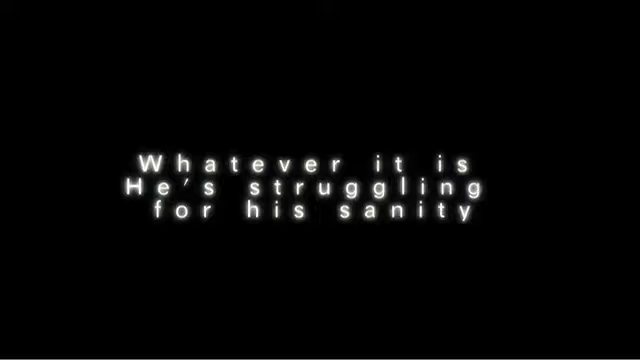 Whatever it is
He's struggling
for his sanity